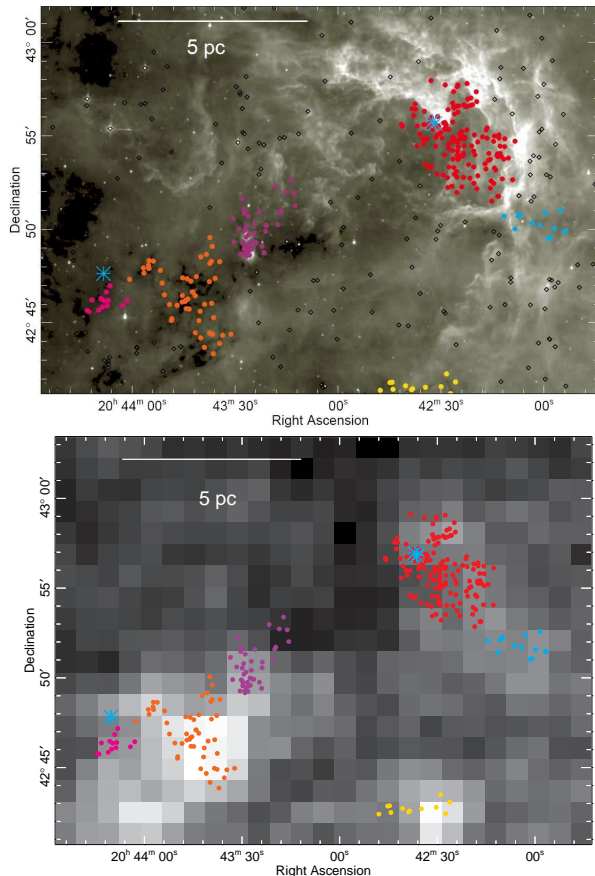 5 pc
43° 00'
55'
50'
42° 45'
Declination
20ʰ 44ᵐ 00ˢ 43ᵐ 30ˢ 00ˢ 42ᵐ 30ˢ 00ˢ
Right Ascension
5 pc
43° 00'
55'
50'
42° 45'
Declination
20ʰ 44ᵐ 00ˢ 43ᵐ 30ˢ 00ˢ 42ᵐ 30ˢ 00ˢ
Right Ascension